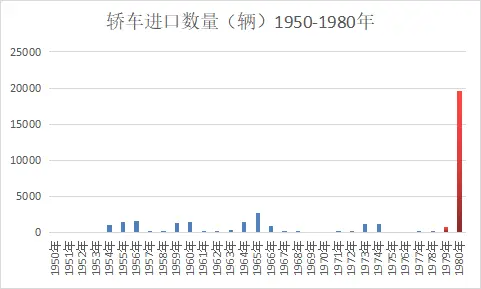 轿车进口数量（辆）1950-1980年
25000
20000
15000
10000
5000
0
1950年
1951年
1952年
1953年
1954年
1955年
1956年
1957年
1958年
1959年
1960年
1961年
1962年
1963年
1964年
1965年
1966年
1967年
1968年
1969年
1970年
1971年
1972年
1973年
1974年
1975年
1976年
1977年
1978年
1979年
1980年